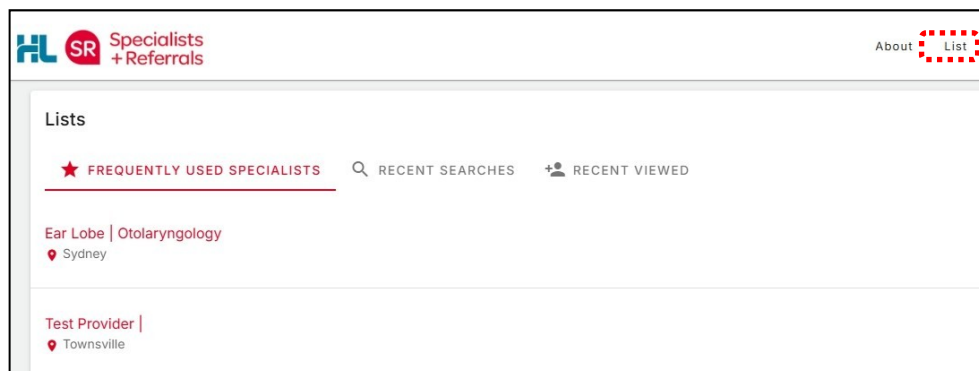 HL SR Specialists
+Referrals
About List
Lists
FREQUENTLY USED SPECIALISTS RECENT SEARCHES RECENT VIEWED
Ear Lobe | Otolaryngology
Sydney
Test Provider |
Townsville